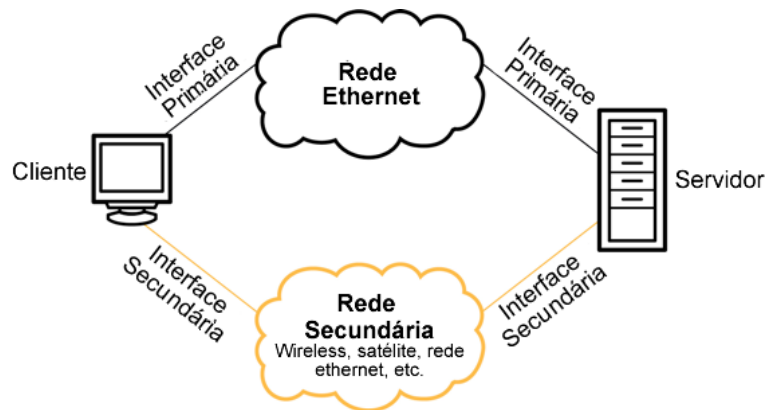 Interface
Primária
Rede
Ethernet
Interface
Primária
Cliente
Servidor
Interface
Secundária
Rede
Secundária
Wireless, satélite, rede
ethernet, etc.
Interface
Secundária